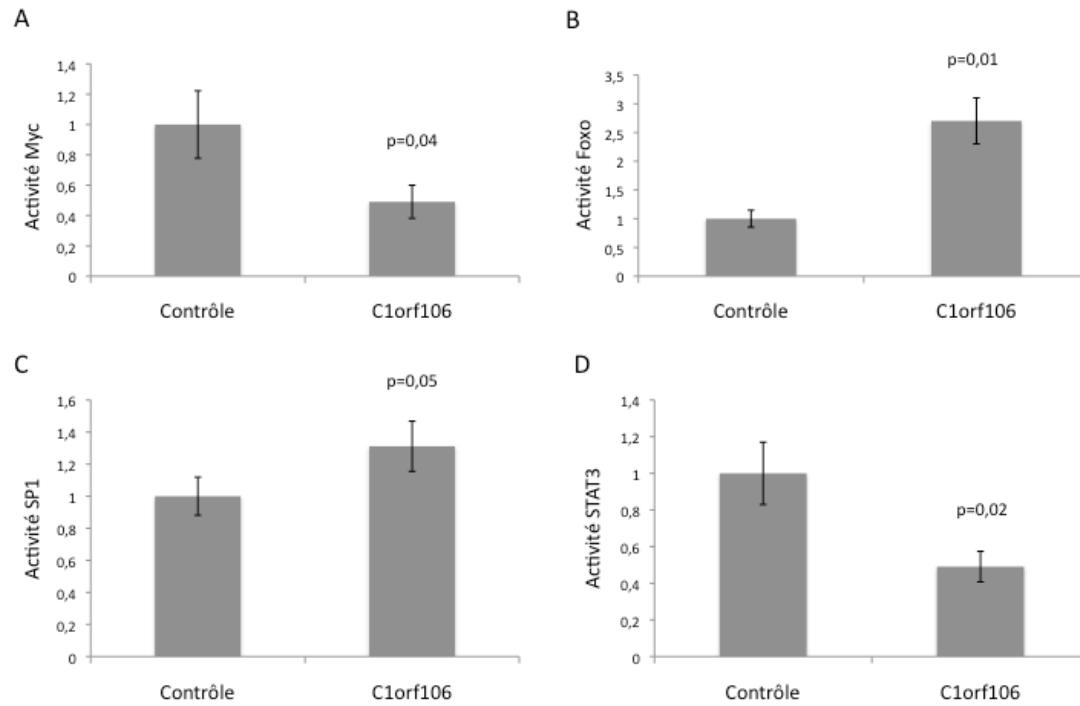 A
Activité Myc
1,4
1,2
1
0,8
0,6
0,4
0,2
0
p=0,04
Contrôle
C1orf106
B
Activité Foxo
3,5
3
2,5
2
1,5
1
0,5
0
p=0,01
Contrôle
C1orf106
C
Activité SP1
1,6
1,4
1,2
1
0,8
0,6
0,4
0,2
0
p=0,05
Contrôle
C1orf106
D
Activité STAT3
1,4
1,2
1
0,8
0,6
0,4
0,2
0
p=0,02
Contrôle
C1orf106